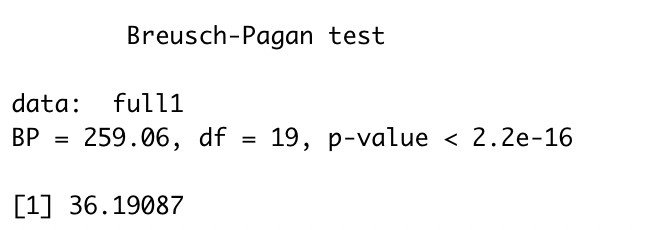 Breusch-Pagan test
data:  full1
BP = 259.06, df = 19, p-value < 2.2e-16
[1] 36.19087